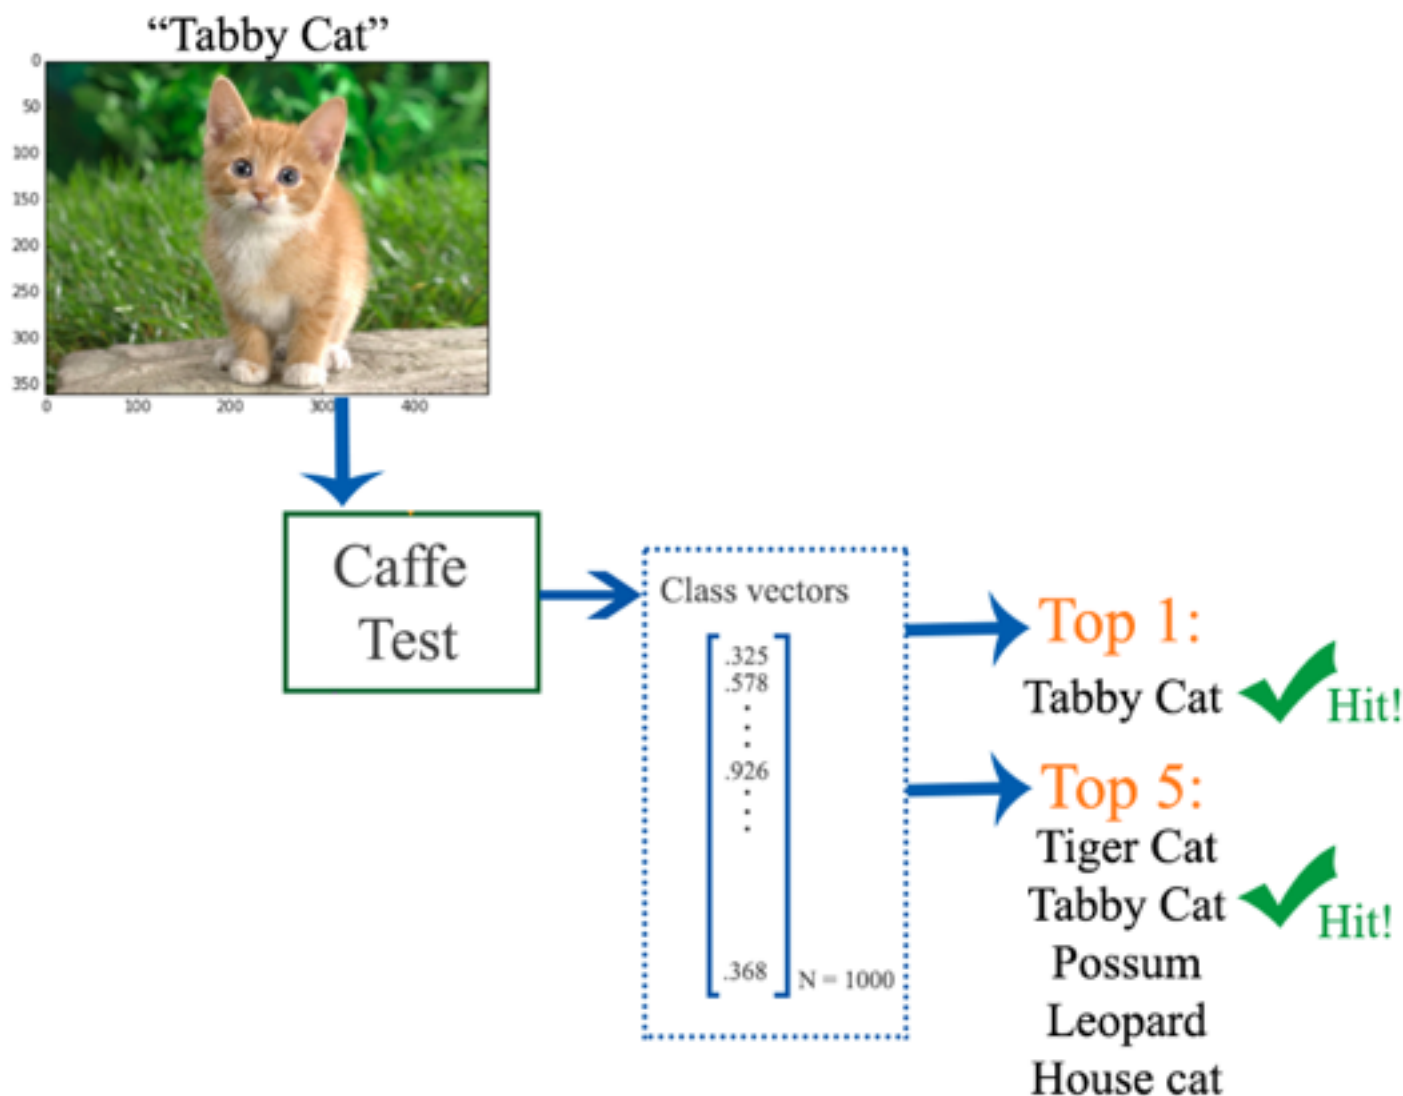 “Tabby Cat”
0
50
100
150
200
250
300
350
0 100 200 300 400
Caffe
Test
Class vectors
.325
.578
.926
.368
N = 1000
Top 1:
Tabby Cat
Hit!
Top 5:
Tiger Cat
Tabby Cat
Hit!
Possum
Leopard
House cat